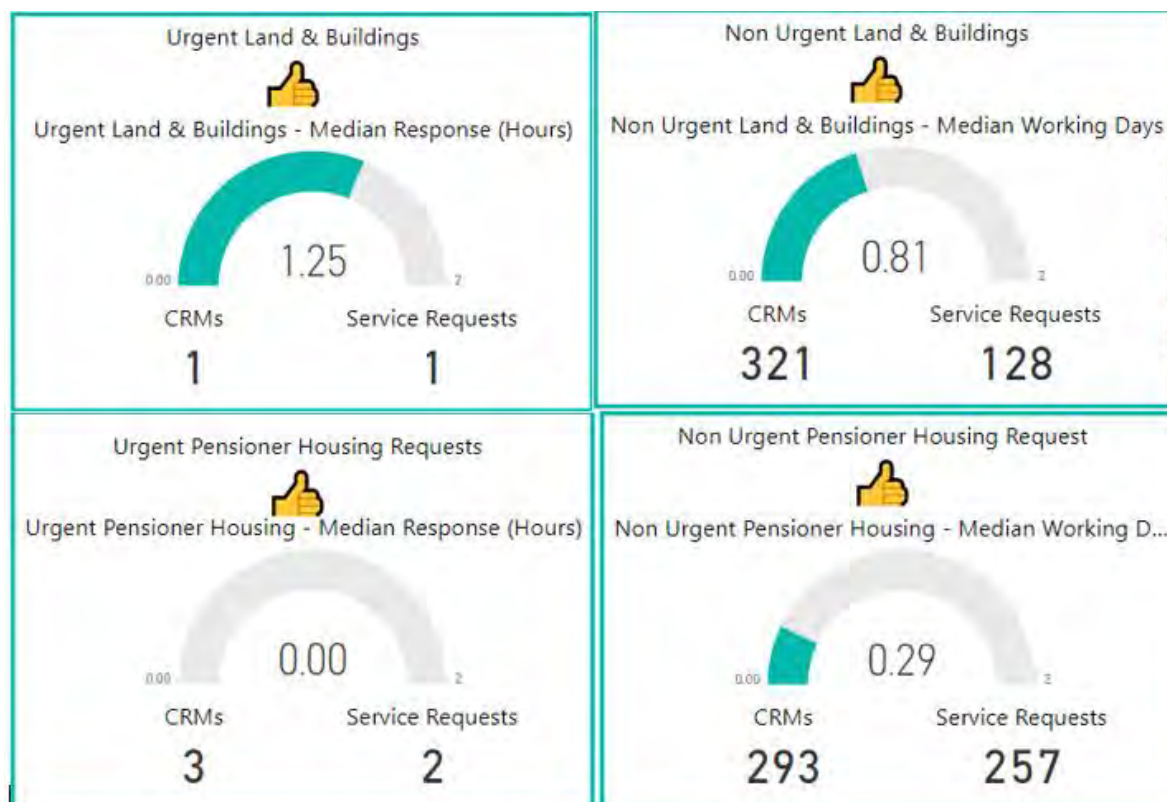 Urgent Land & Buildings
Urgent Land & Buildings - Median Response (Hours)
1.25
0.00
2
CRMs
Service Requests
1
1
Non Urgent Land & Buildings
Non Urgent Land & Buildings - Median Working Days
0.81
0.00
2
CRMs
Service Requests
321
128
Urgent Pensioner Housing Requests
Urgent Pensioner Housing - Median Response (Hours)
0.00
0.00
2
CRMs
Service Requests
3
2
Non Urgent Pensioner Housing Request
Non Urgent Pensioner Housing - Median Working D...
0.29
0.00
2
CRMs
Service Requests
293
257